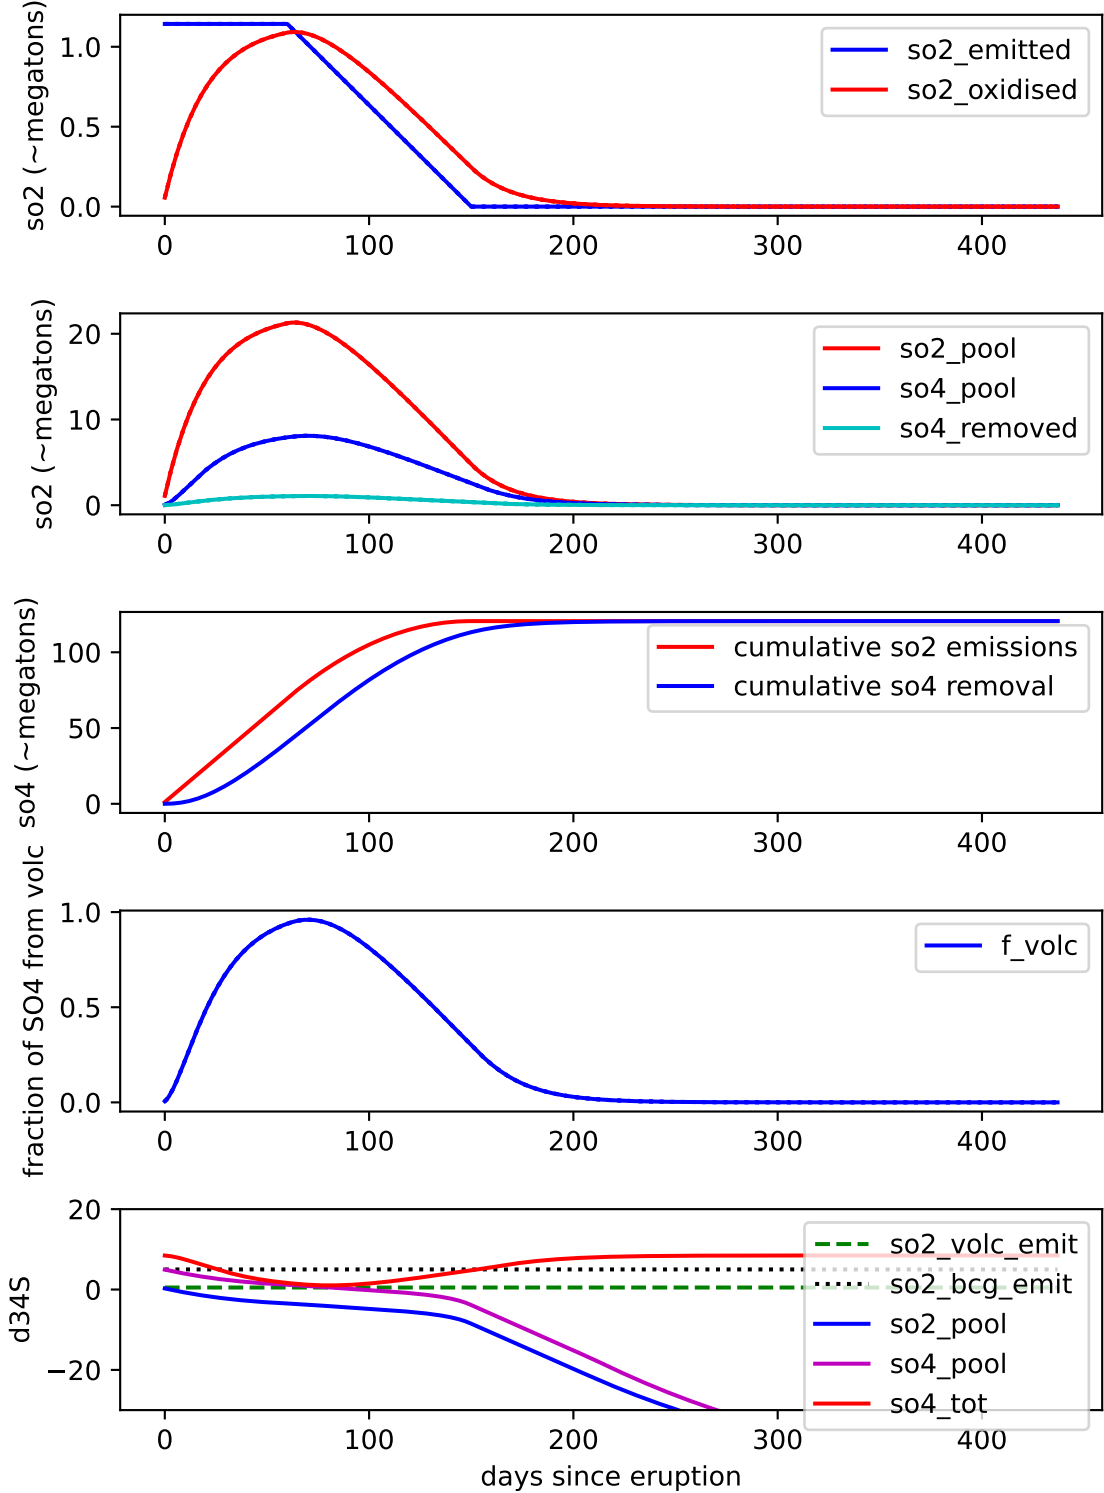 so2 (~megatons)
1.0
0.5
0.0
so2_emitted
so2_oxidised
0 100 200 300 400
so2 (~megatons)
20
10
0
so2_pool
so4_pool
so4_removed
0 100 200 300 400
so4 (~megatons)
100
50
0
cumulative so2 emissions
cumulative so4 removal
0 100 200 300 400
fraction of SO4 from volc
1.0
0.5
0.0
f_volc
0 100 200 300 400
d34S
20
0
−20
so2_volc_emit
so2_bcg_emit
so2_pool
so4_pool
so4_tot
0 100 200 300 400
days since eruption